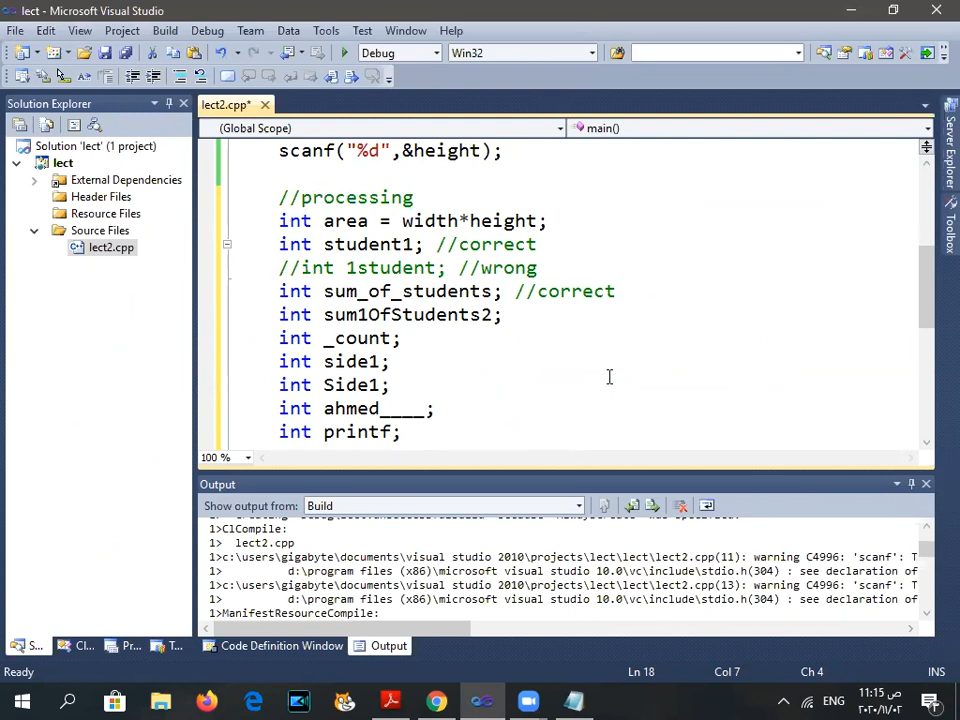 lect - Microsoft Visual Studio
File Edit View Project Build Debug Team Data Tools Test Window Help
Debug Win32
Solution Explorer
lect2.cpp*
(Global Scope) main()
Solution 'lect' (1 project)
lect
External Dependencies
Header Files
Resource Files
Source Files
lect2.cpp
scanf("%d",&height);
//processing
int area = width*height;
int student1; //correct
//int 1student; //wrong
int sum_of_students; //correct
int sum1OfStudents2;
int _count;
int side1;
int Side1;
int ahmed____;
int printf;
100 %
Server Explorer
Toolbox
Output
Show output from: Build
1>ClCompile:
1> lect2.cpp
1>c:\users\gigabyte\documents\visual studio 2010\projects\lect\lect\lect2.cpp(11): warning C4996: 'scanf': T
1> d:\program files (x86)\microsoft visual studio 10.0\vc\include\stdio.h(304) : see declaration of
1>c:\users\gigabyte\documents\visual studio 2010\projects\lect\lect\lect2.cpp(13): warning C4996: 'scanf': T
1> d:\program files (x86)\microsoft visual studio 10.0\vc\include\stdio.h(304) : see declaration of
1>ManifestResourceCompile:
S... Cl... Pr... T... Code Definition Window Output
Ready Ln 18 Col 7 Ch 4 INS
ENG
11:15 ص
٢٠٢٠/١١/٠٢